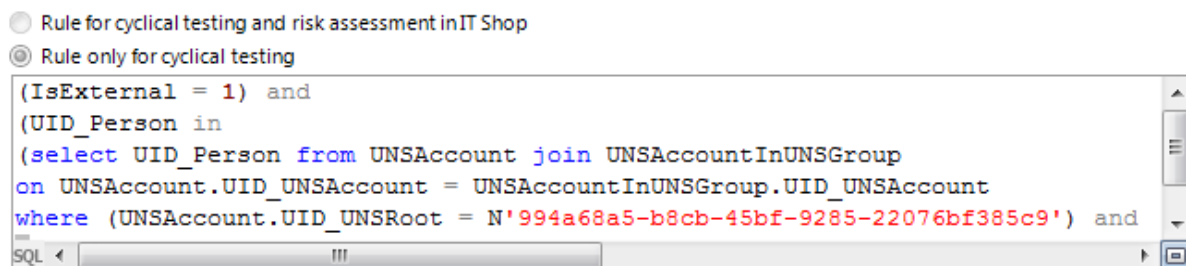 Rule for cyclical testing and risk assessment in IT Shop
Rule only for cyclical testing
(IsExternal = 1) and
(UID_Person in
(select UID_Person from UNSAccount join UNSAccountInUNSGroup
on UNSAccount.UID_UNSAccount = UNSAccountInUNSGroup.UID_UNSAccount
where (UNSAccount.UID_UNSRoot = N'994a68a5-b8cb-45bf-9285-22076bf385c9') and
SQL